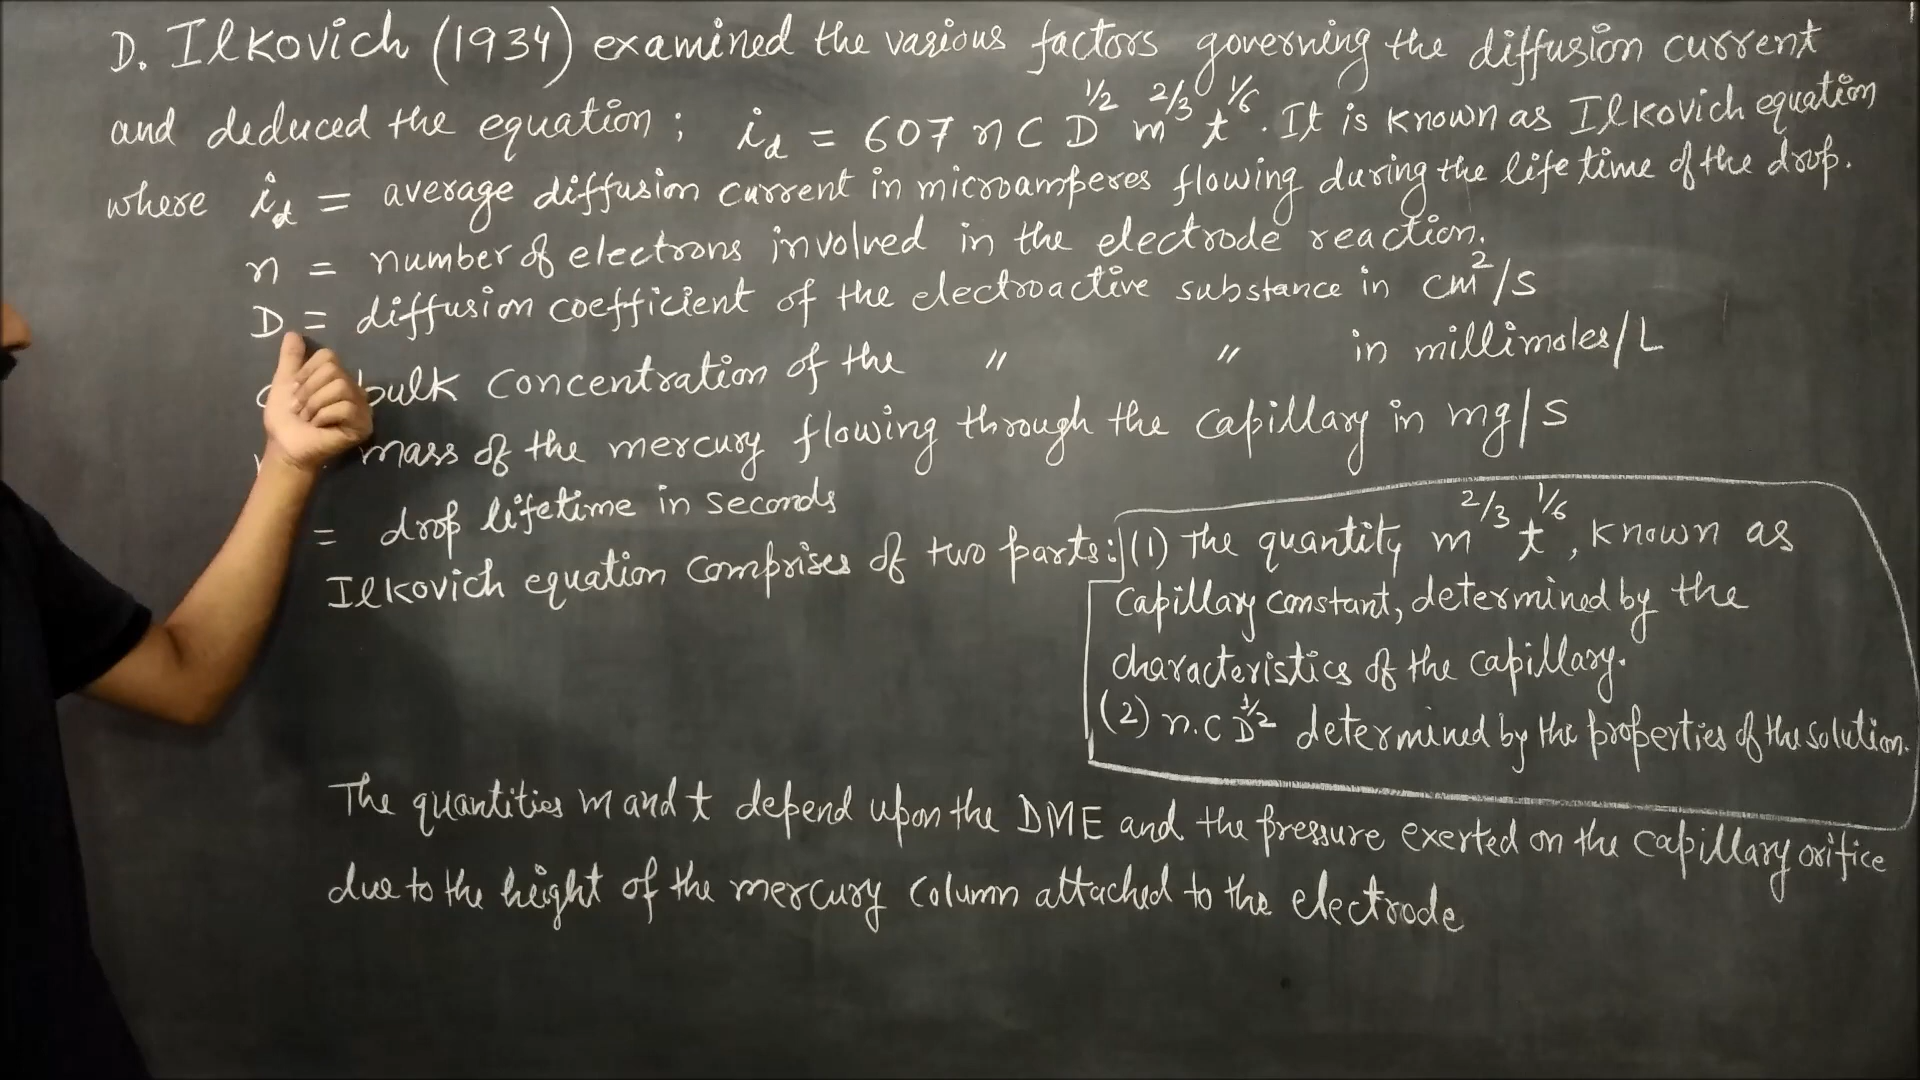 D. Ilkovich (1934) examined the various factors governing the diffusion current
and deduced the equation; i_d = 607 n C D^1/2 m^2/3 t^1/6. It is known as Ilkovich equation
where i_d = average diffusion current in microamperes flowing during the life time of the drop.
n = number of electrons involved in the electrode reaction.
D = diffusion coefficient of the electroactive substance in cm²/s
bulk concentration of the " " in millimoles/L
mass of the mercury flowing through the capillary in mg/s
= drop lifetime in seconds
Ilkovich equation comprises of two parts: (1) The quantity m^2/3 t^1/6, known as
capillary constant, determined by the
characteristics of the capillary.
(2) n.C D^1/2 determined by the properties of the solution.
The quantities m and t depend upon the DME and the pressure exerted on the capillary orifice
due to the height of the mercury column attached to the electrode